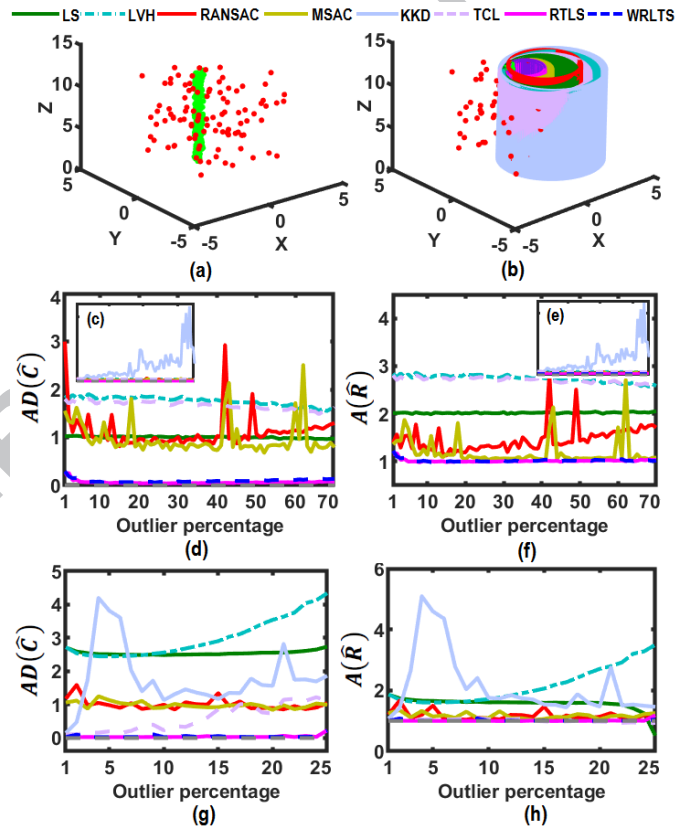 LS LVH RANSAC MSAC KKD TCL RTLS WRLTS
15
10
5
0
Z
5
0
-5
Y
-5
0
5
X
(a)
15
10
5
0
Z
5
0
-5
Y
-5
0
5
X
(b)
4
3
2
1
0
AD(Ĉ)
(c)
1 10 20 30 40 50 60 70
Outlier percentage
(d)
4
3
2
1
A(R̂)
(e)
1 10 20 30 40 50 60 70
Outlier percentage
(f)
5
4
3
2
1
0
AD(Ĉ)
1 5 10 15 20 25
Outlier percentage
(g)
6
4
2
0
A(R̂)
1 5 10 15 20 25
Outlier percentage
(h)